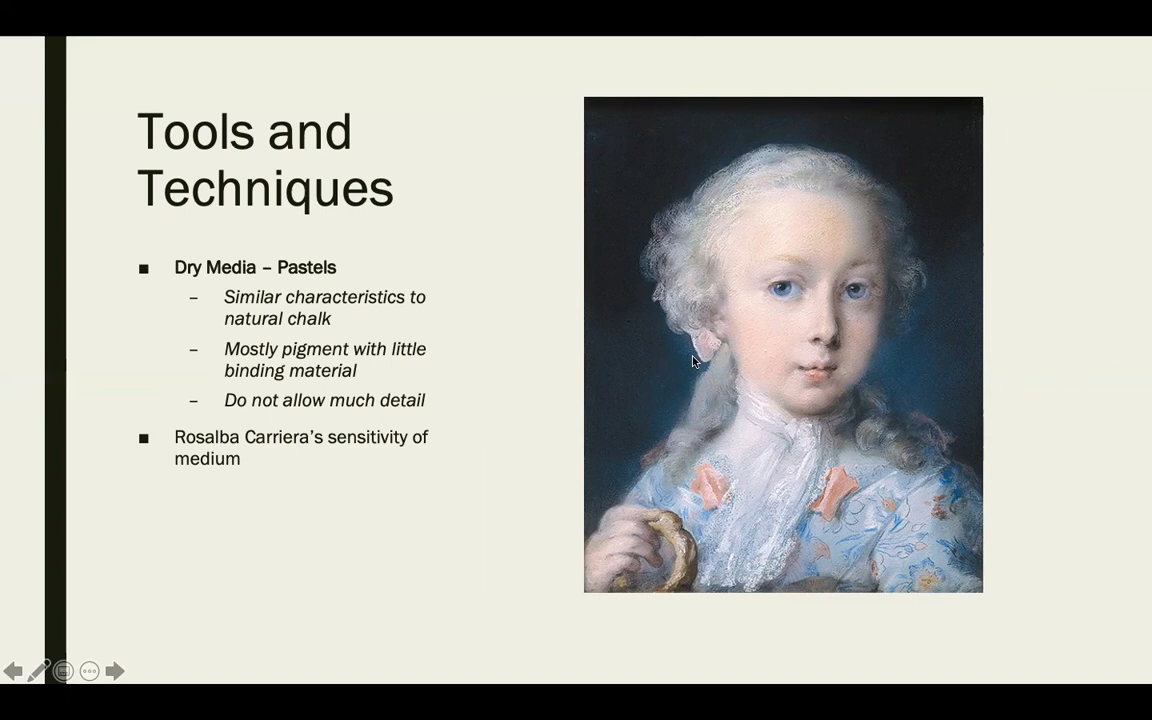 Tools and
Techniques
■ Dry Media – Pastels
– Similar characteristics to
natural chalk
– Mostly pigment with little
binding material
– Do not allow much detail
■ Rosalba Carriera’s sensitivity of
medium